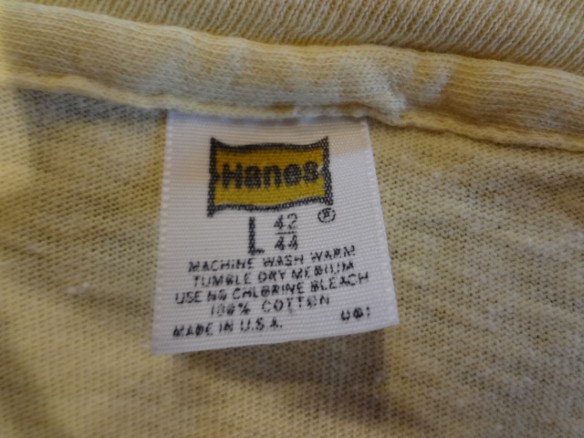 Hanes
®
L 42
44
MACHINE WASH WARM
TUMBLE DRY MEDIUM
USE NO CHLORINE BLEACH
100% COTTON
MADE IN U.S.A.